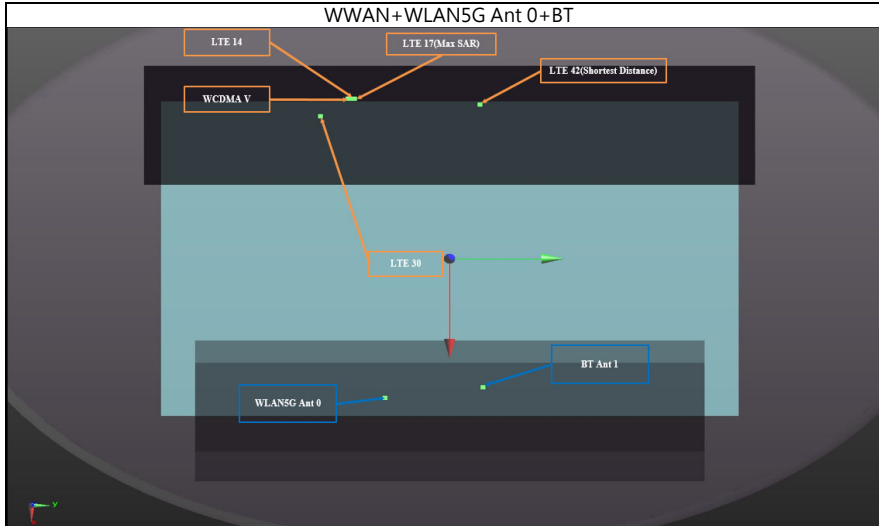 WWAN+WLAN5G Ant 0+BT
LTE 14
LTE 17(Max SAR)
LTE 42(Shortest Distance)
WCDMA V
LTE 30
BT Ant 1
WLAN5G Ant 0
Y